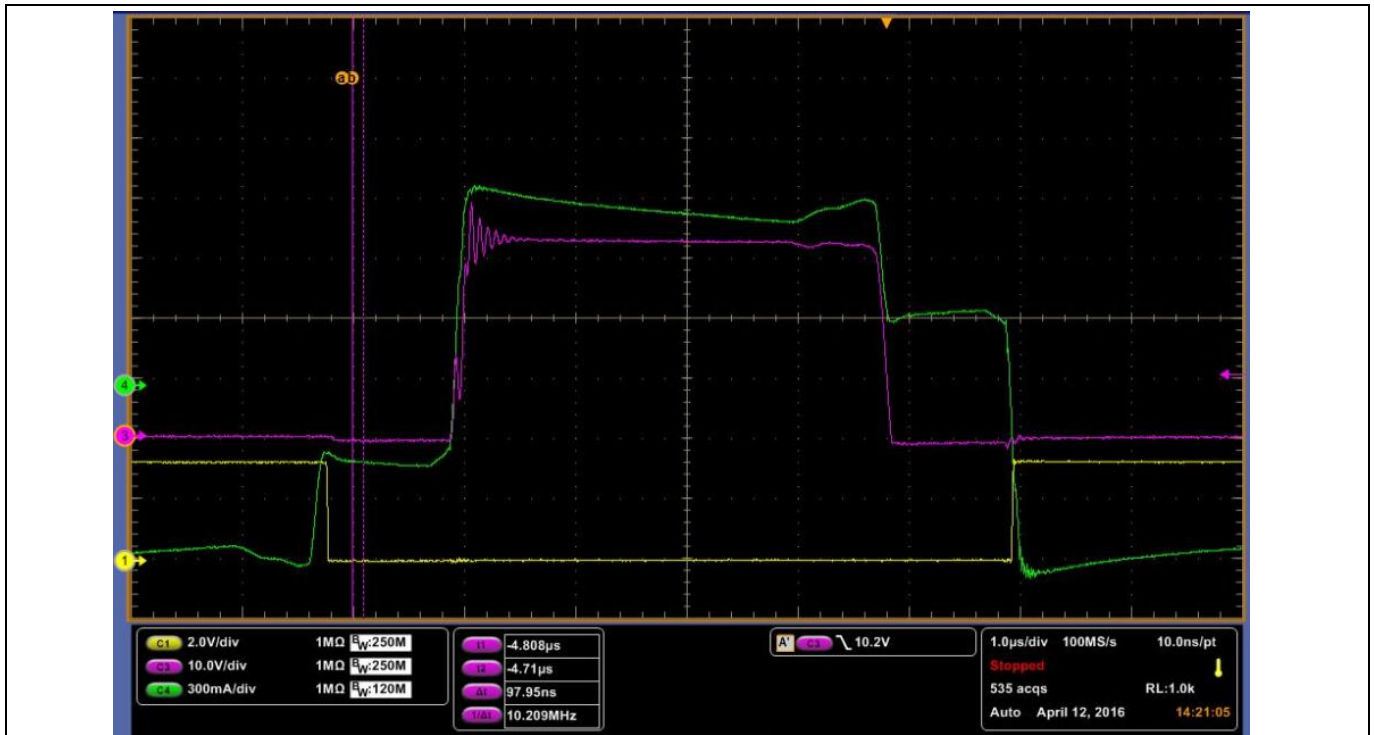 a b
4
3
1
C1 2.0V/div 1MΩ BW:250M
C3 10.0V/div 1MΩ BW:250M
C4 300mA/div 1MΩ BW:120M
t1 -4.808µs
t2 -4.71µs
Δt 97.95ns
1/Δt 10.209MHz
A' C3 10.2V
1.0µs/div 100MS/s 10.0ns/pt
Stopped
535 acqs RL:1.0k
Auto April 12, 2016 14:21:05